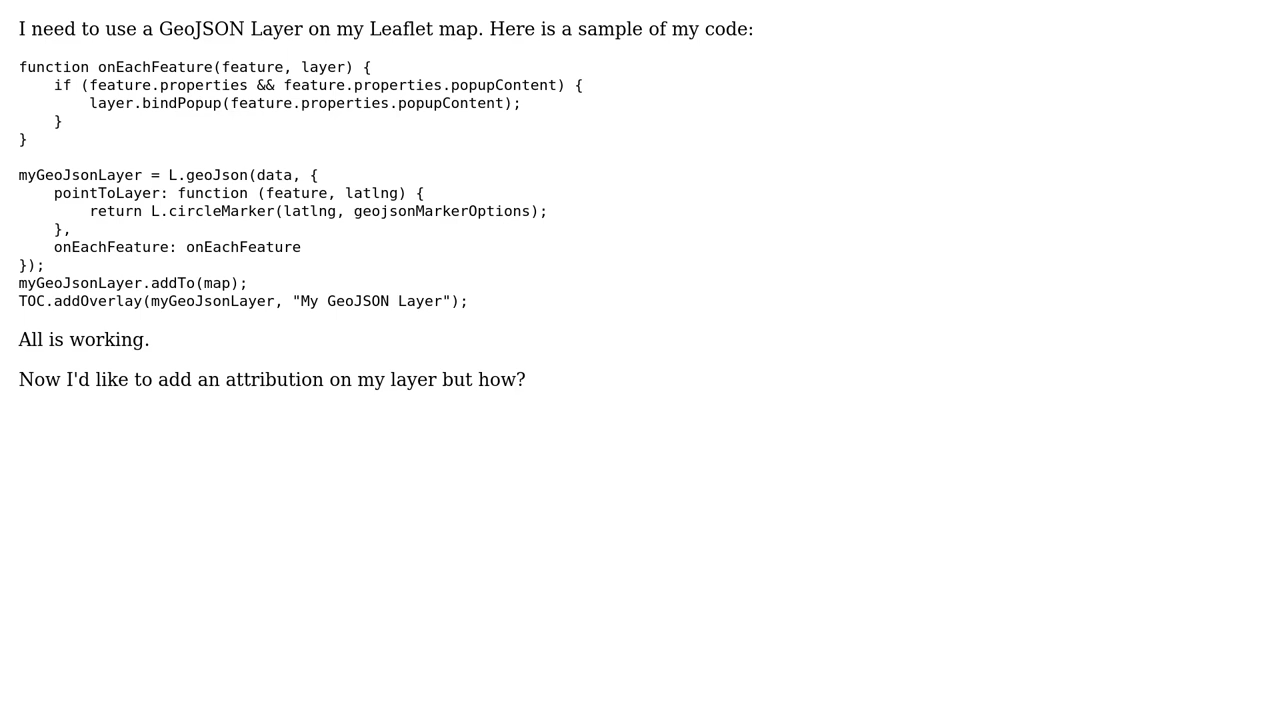 I need to use a GeoJSON Layer on my Leaflet map. Here is a sample of my code:
function onEachFeature(feature, layer) {
    if (feature.properties && feature.properties.popupContent) {
        layer.bindPopup(feature.properties.popupContent);
    }
}

myGeoJsonLayer = L.geoJson(data, {
    pointToLayer: function (feature, latlng) {
        return L.circleMarker(latlng, geojsonMarkerOptions);
    },
    onEachFeature: onEachFeature
});
myGeoJsonLayer.addTo(map);
TOC.addOverlay(myGeoJsonLayer, "My GeoJSON Layer");
All is working.
Now I'd like to add an attribution on my layer but how?